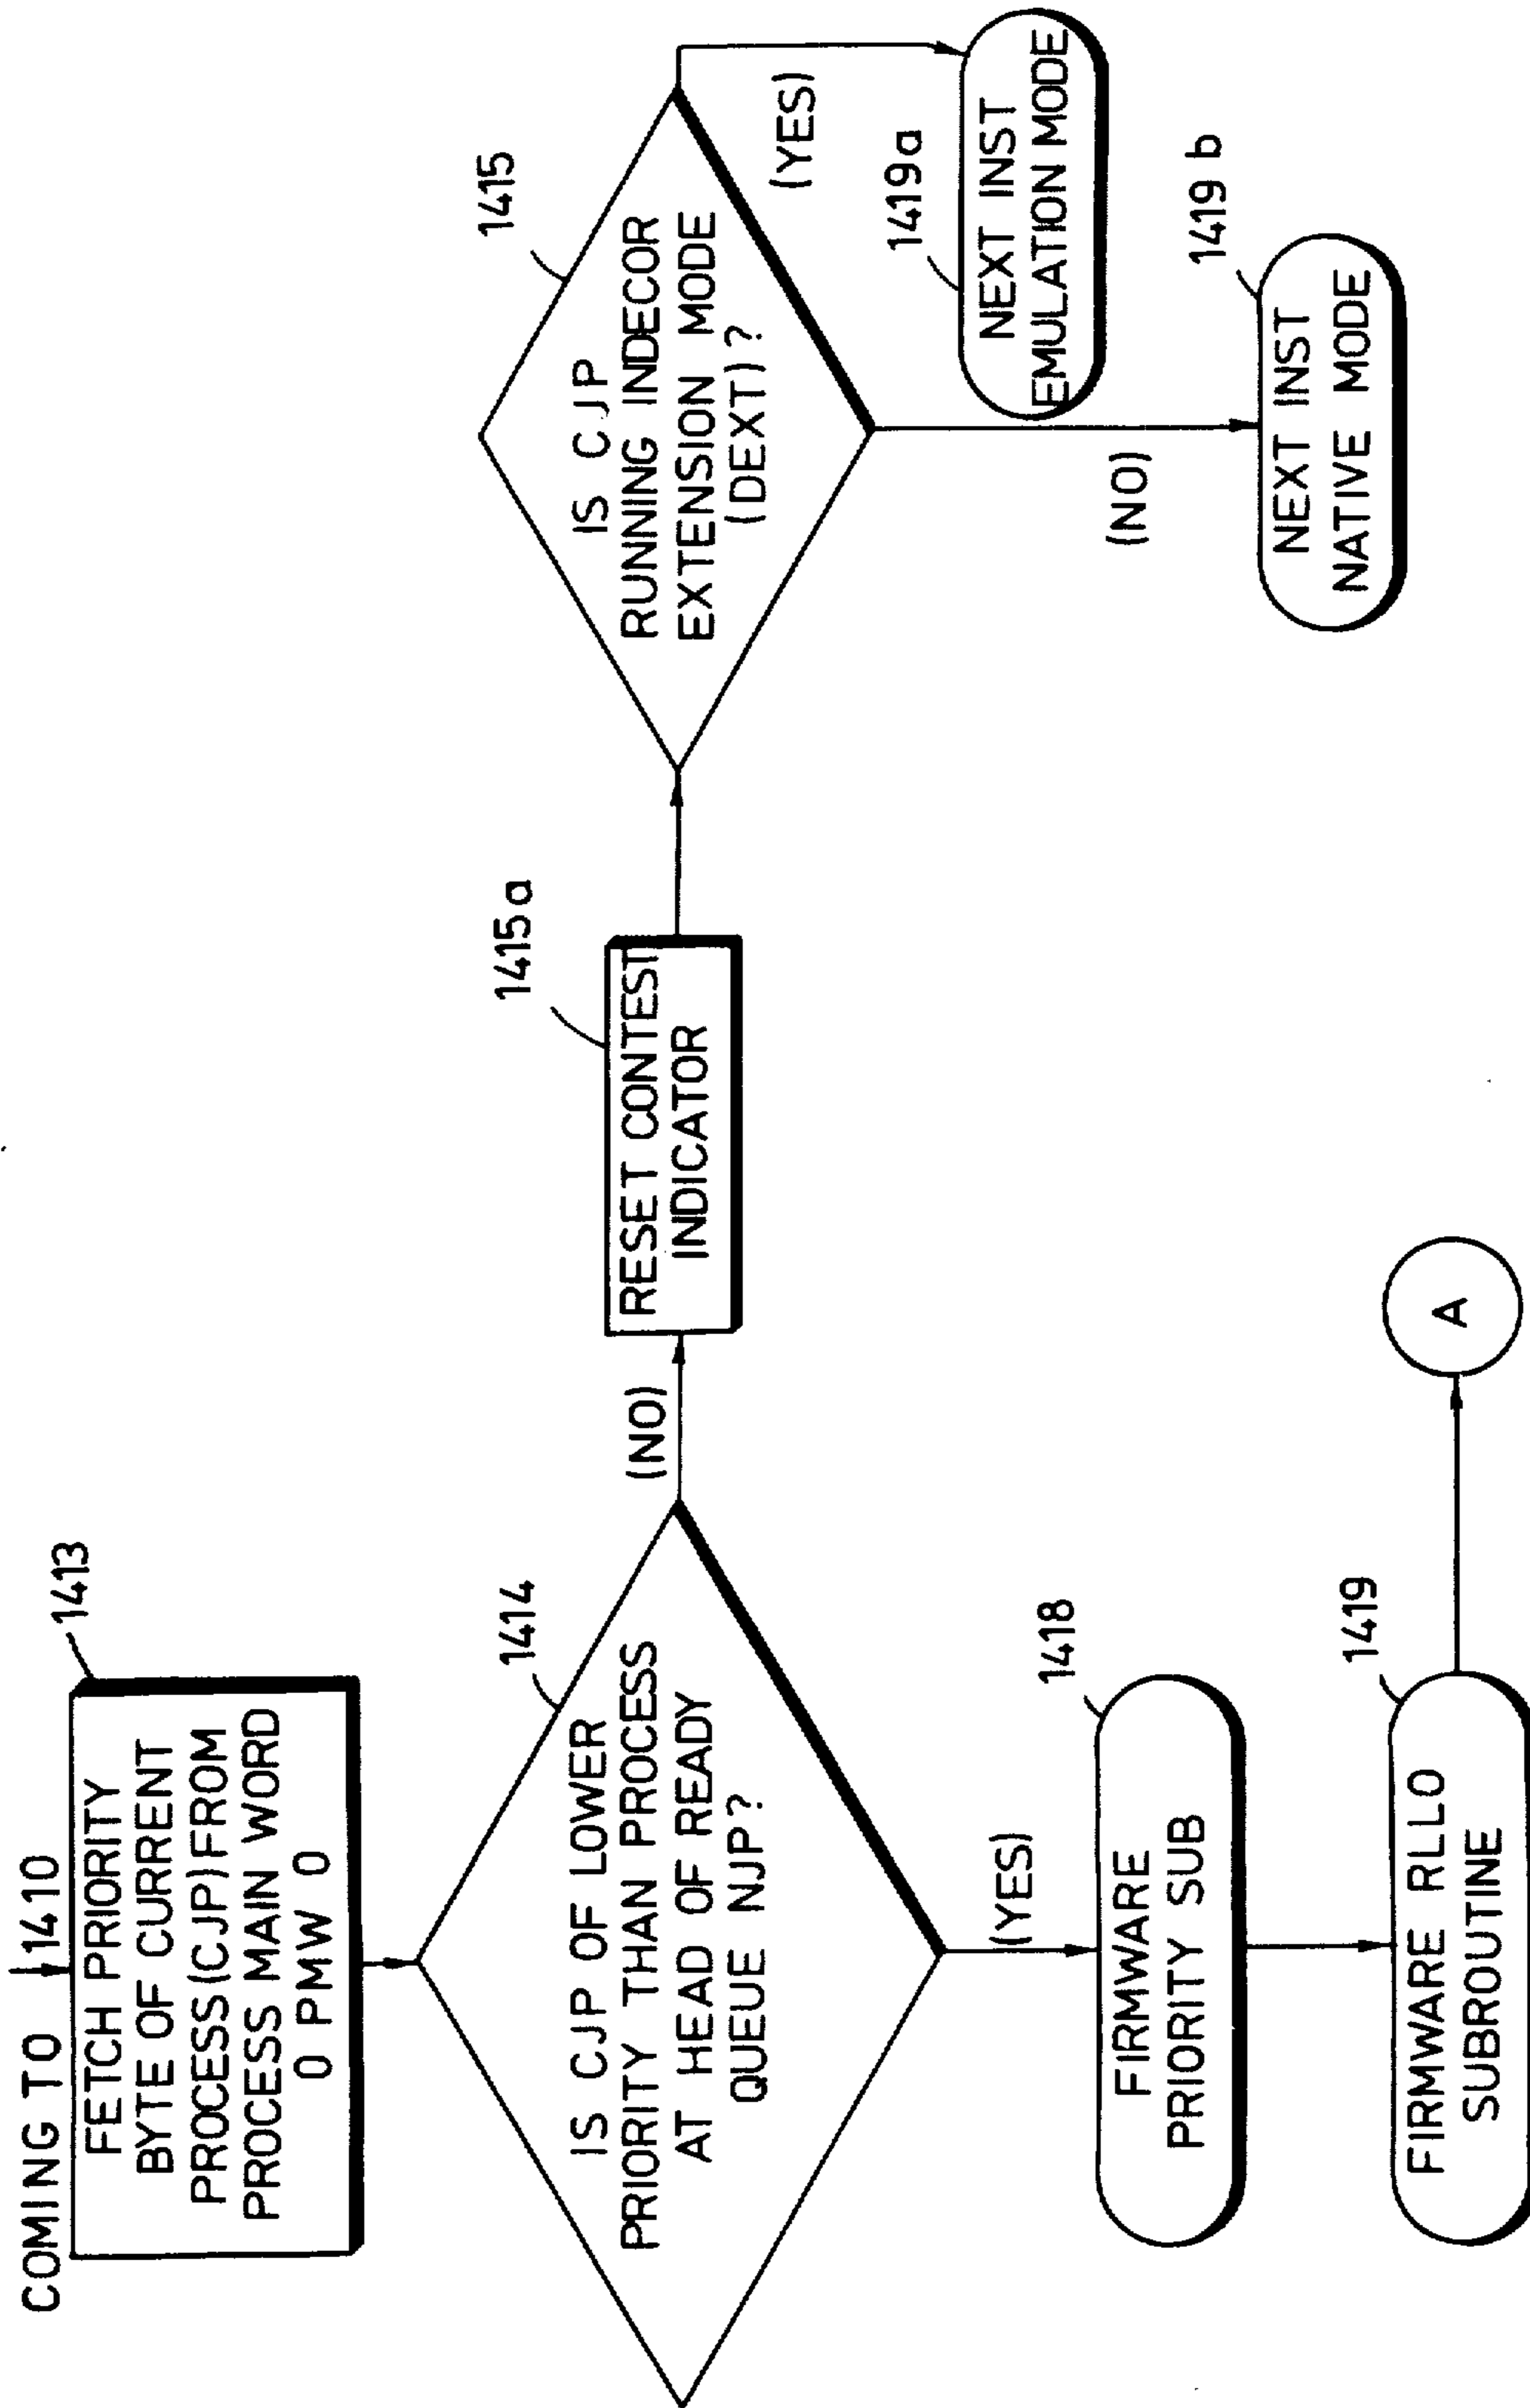 COMING TO 1410
1413
FETCH PRIORITY
BYTE OF CURRENT
PROCESS (CJP) FROM
PROCESS MAIN WORD
0 PMW 0
1414
IS CJP OF LOWER
PRIORITY THAN PROCESS
AT HEAD OF READY
QUEUE NJP?
(NO)
(YES)
1415a
RESET CONTEST
INDICATOR
1415
IS CJP
RUNNING INDECOR
EXTENSION MODE
(DEXT)?
(YES)
1419a
NEXT INST
EMULATION MODE
(NO)
1419 b
NEXT INST
NATIVE MODE
1418
FIRMWARE
PRIORITY SUB
1419
FIRMWARE RLLO
SUBROUTINE
A